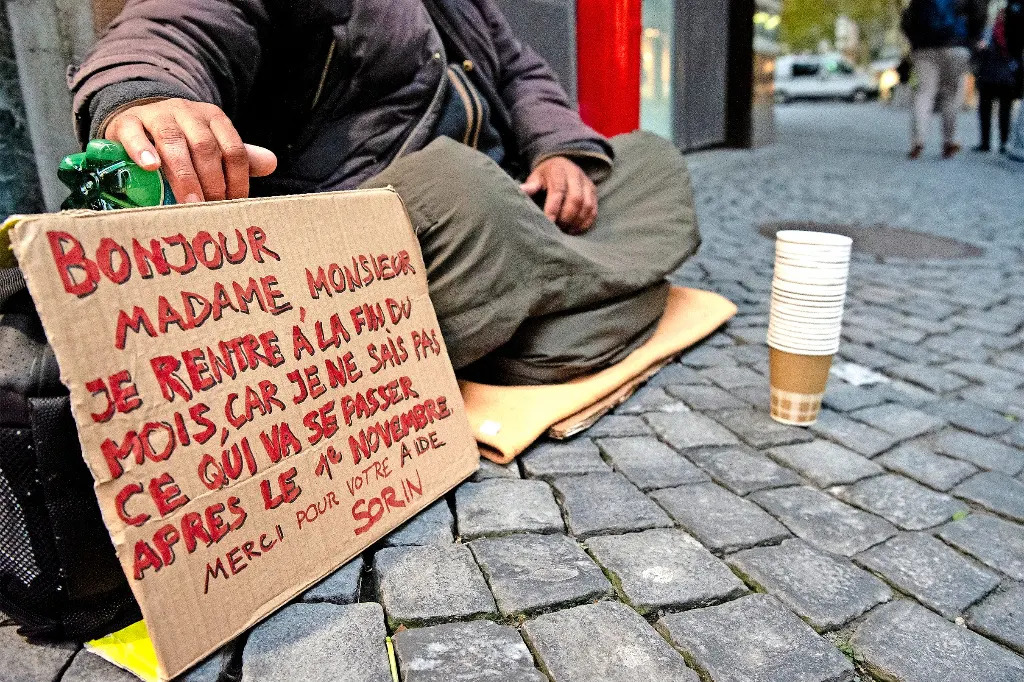 BONJOUR
MADAME, MONSIEUR
JE RENTRE À LA FIN DU
MOIS, CAR JE NE SAIS PAS
CE QUI VA SE PASSER
APRES LE 1E NOVEMBRE.
MERCI POUR VOTRE AIDE
SORIN